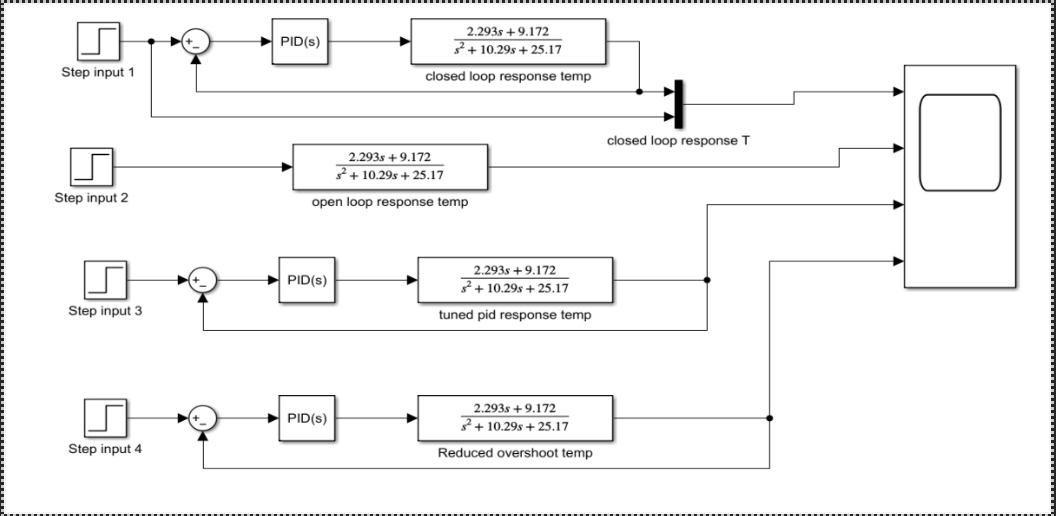 2.293s + 9.172
s² + 10.29s + 25.17
+
_
PID(s)
Step input 1
closed loop response temp
closed loop response T
2.293s + 9.172
s² + 10.29s + 25.17
Step input 2
open loop response temp
2.293s + 9.172
s² + 10.29s + 25.17
+
_
PID(s)
Step input 3
tuned pid response temp
2.293s + 9.172
s² + 10.29s + 25.17
+
_
PID(s)
Step input 4
Reduced overshoot temp